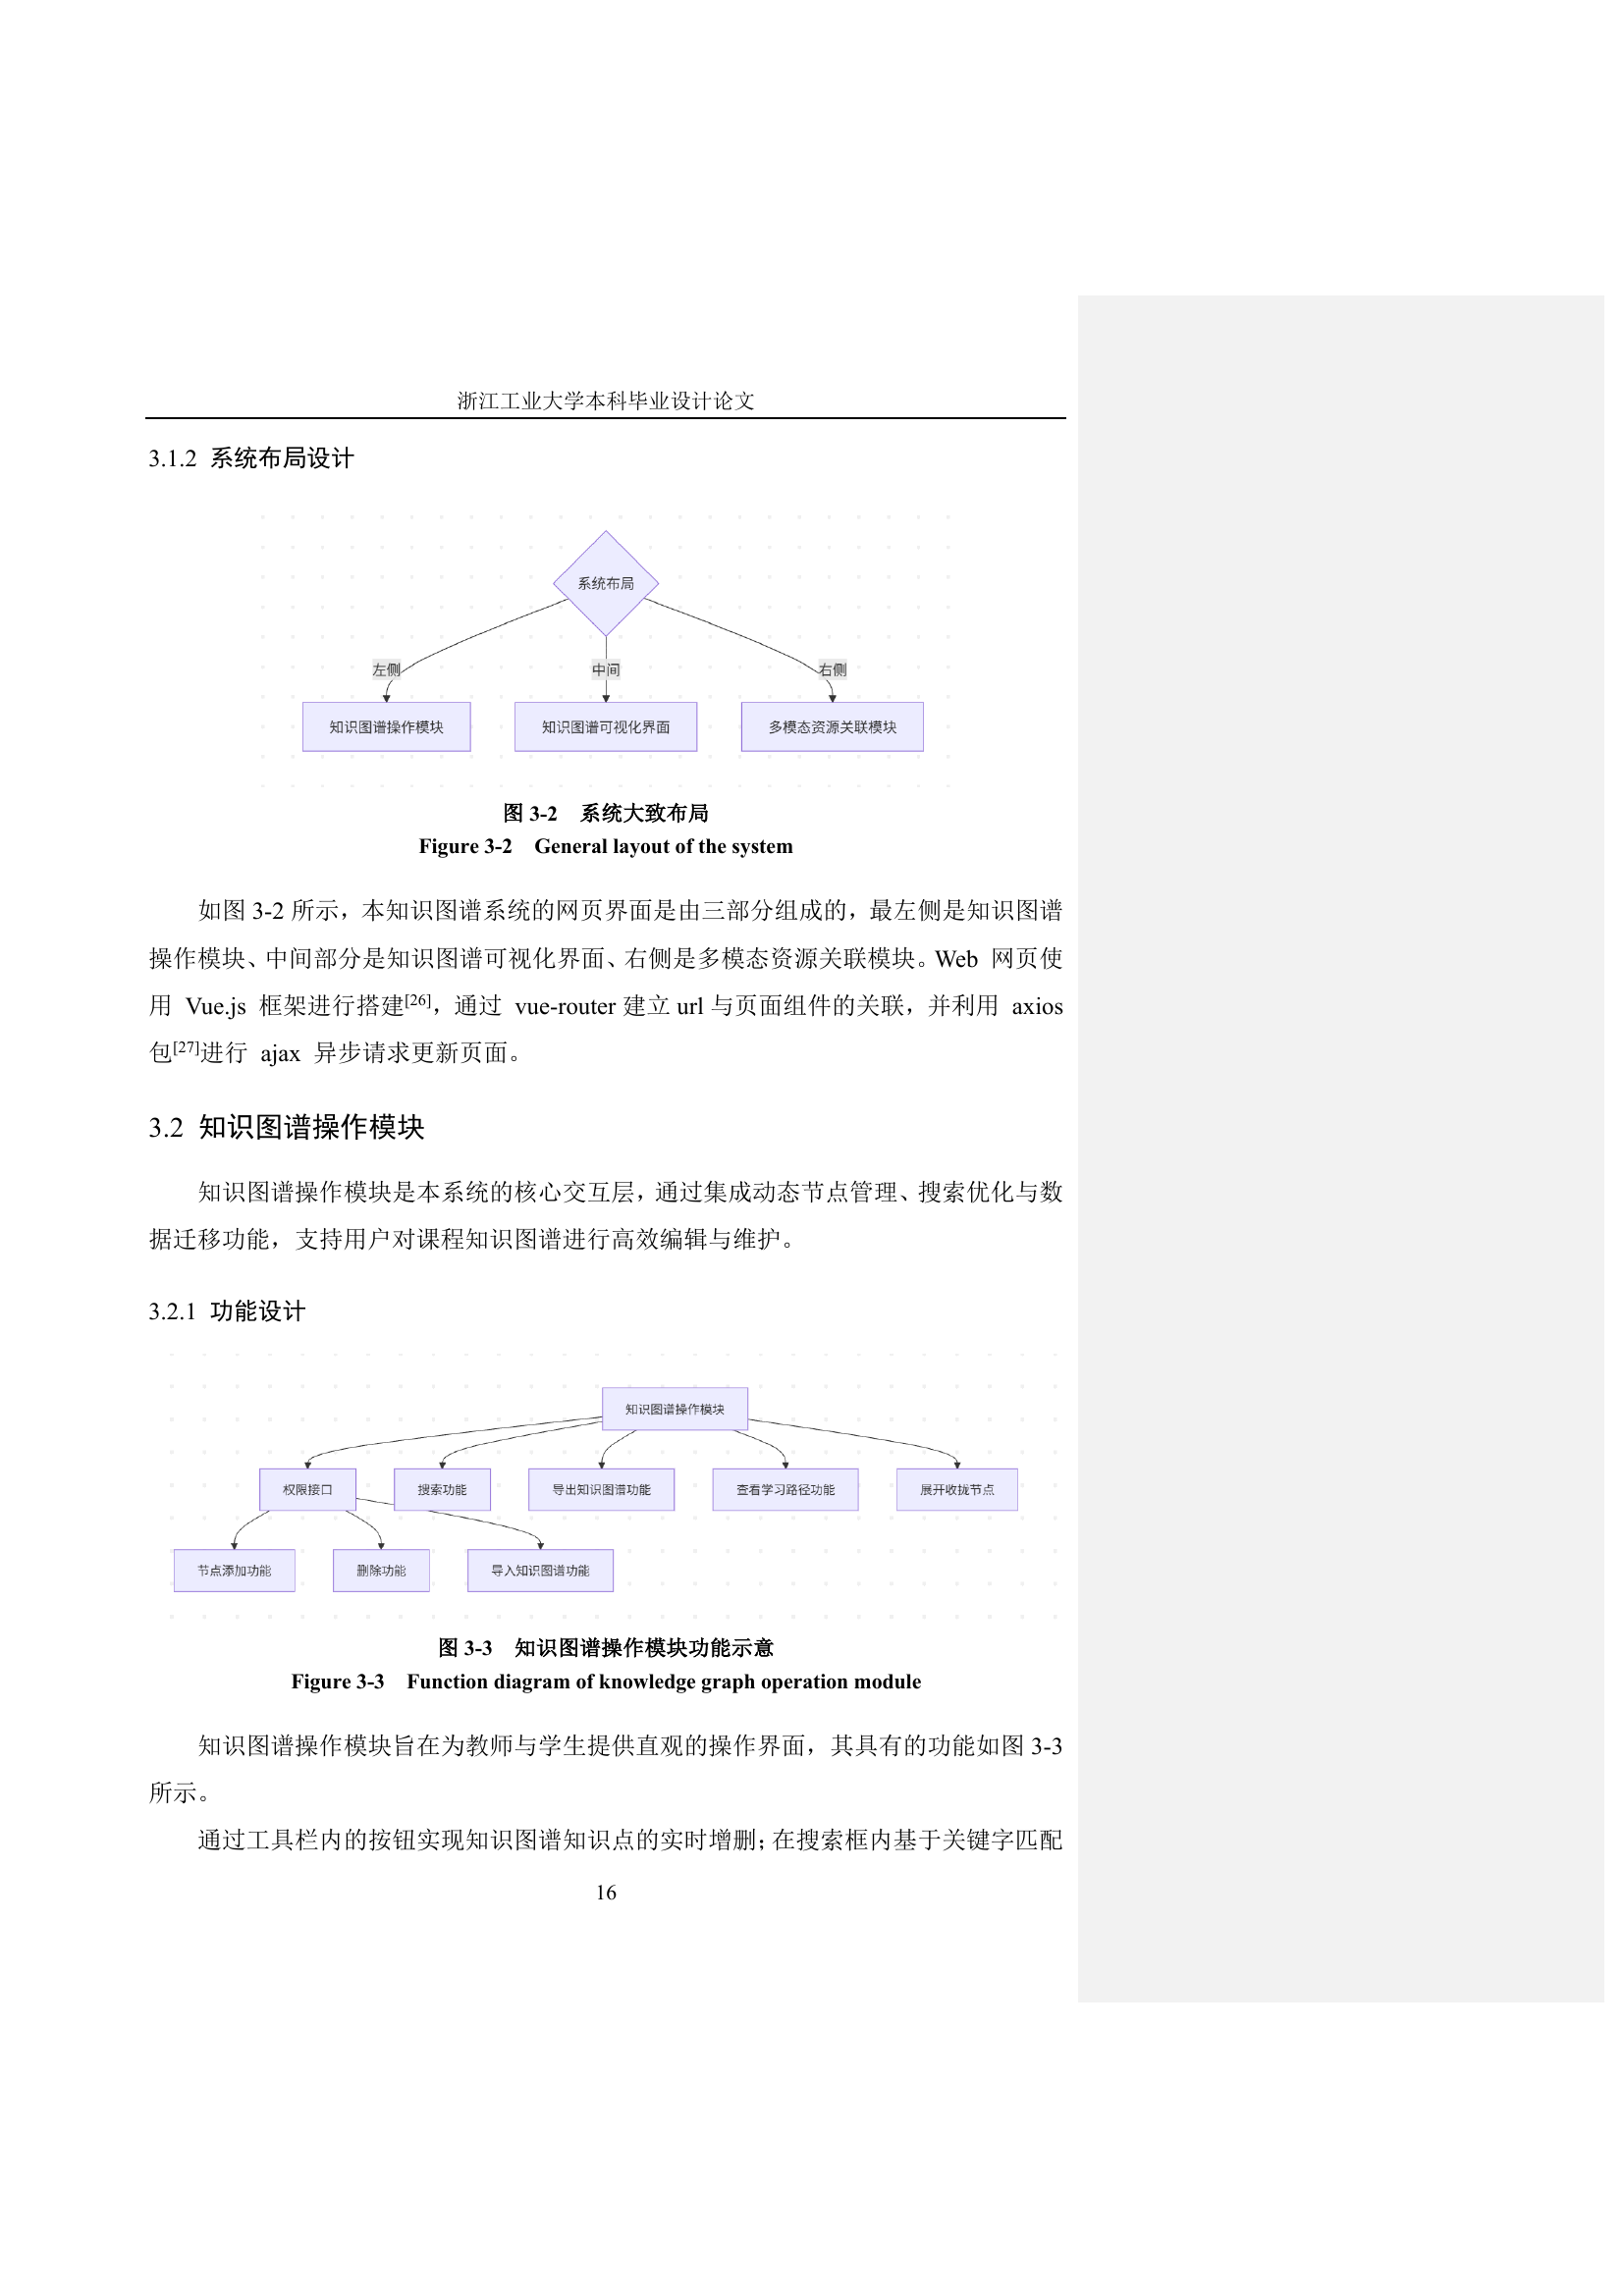 浙江工业大学本科毕业设计论文
3.1.2 系统布局设计
系统布局
左侧 中间 右侧
知识图谱操作模块 知识图谱可视化界面 多模态资源关联模块
图 3-2 系统大致布局
Figure 3-2 General layout of the system
如图 3-2 所示，本知识图谱系统的网页界面是由三部分组成的，最左侧是知识图谱
操作模块、中间部分是知识图谱可视化界面、右侧是多模态资源关联模块。Web 网页使
用 Vue.js 框架进行搭建[26]，通过 vue-router 建立 url 与页面组件的关联，并利用 axios
包[27]进行 ajax 异步请求更新页面。
3.2 知识图谱操作模块
知识图谱操作模块是本系统的核心交互层，通过集成动态节点管理、搜索优化与数
据迁移功能，支持用户对课程知识图谱进行高效编辑与维护。
3.2.1 功能设计
知识图谱操作模块
权限接口 搜索功能 导出知识图谱功能 查看学习路径功能 展开收拢节点
节点添加功能 删除功能 导入知识图谱功能
图 3-3 知识图谱操作模块功能示意
Figure 3-3 Function diagram of knowledge graph operation module
知识图谱操作模块旨在为教师与学生提供直观的操作界面，其具有的功能如图 3-3
所示。
通过工具栏内的按钮实现知识图谱知识点的实时增删；在搜索框内基于关键字匹配
16